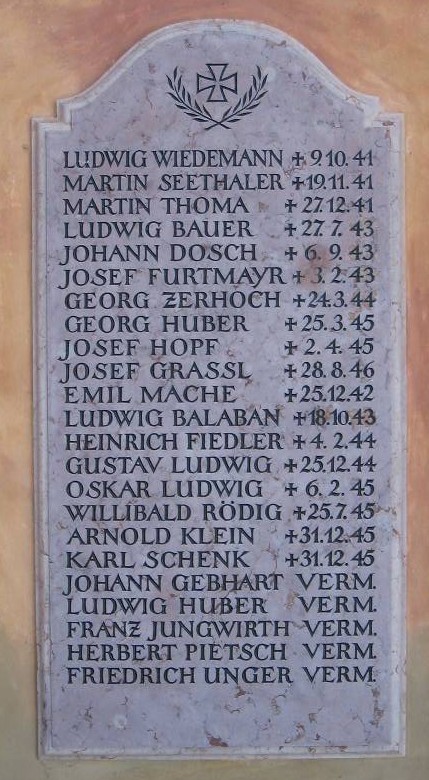 LUDWIG WIEDEMANN ✠ 9.10.41
MARTIN SEETHALER ✠ 19.11.41
MARTIN THOMA ✠ 27.12.41
LUDWIG BAUER ✠ 27.7.43
JOHANN DOSCH ✠ 6.9.43
JOSEF FURTMAYR ✠ 3.2.43
GEORG ZERHOCH ✠ 24.3.44
GEORG HUBER ✠ 25.3.45
JOSEF HOPF ✠ 2.4.45
JOSEF GRASSL ✠ 28.8.46
EMIL MACHE ✠ 25.12.42
LUDWIG BALABAN ✠ 18.10.43
HEINRICH FIEDLER ✠ 4.2.44
GUSTAV LUDWIG ✠ 25.12.44
OSKAR LUDWIG ✠ 6.2.45
WILLIBALD RÖDIG ✠ 25.7.45
ARNOLD KLEIN ✠ 31.12.45
KARL SCHENK ✠ 31.12.45
JOHANN GEBHART VERM.
LUDWIG HUBER VERM.
FRANZ JUNGWIRTH VERM.
HERBERT PIETSCH VERM.
FRIEDRICH UNGER VERM.